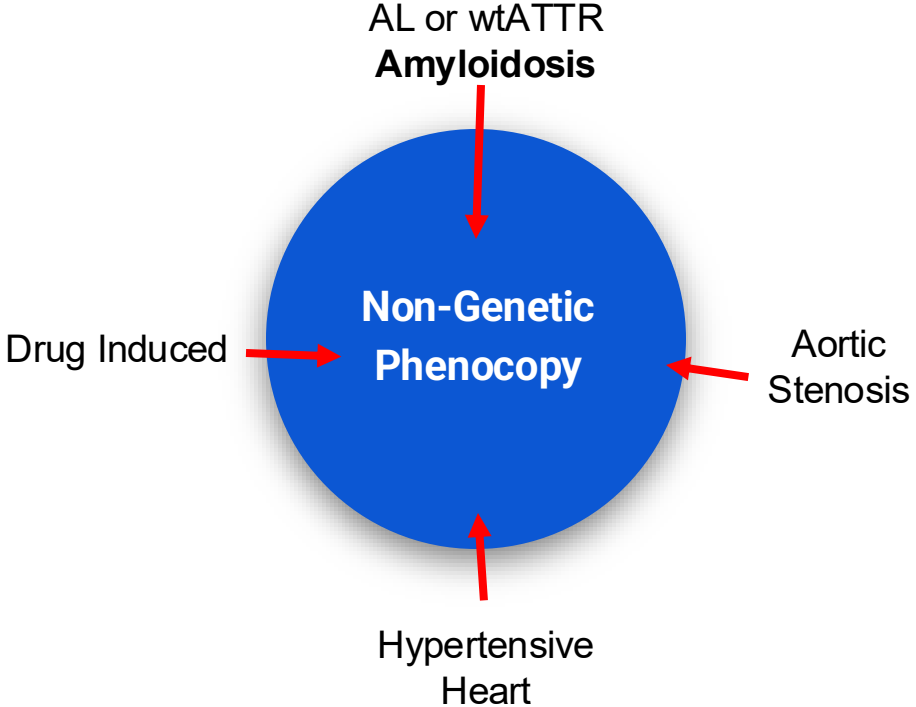 AL or wtATTR
Amyloidosis
Non-Genetic
Phenocopy
Drug Induced
Aortic
Stenosis
Hypertensive
Heart